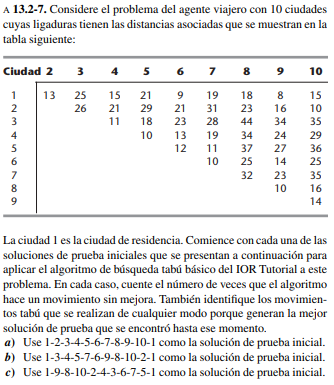 A 13.2-7. Considere el problema del agente viajero con 10 ciudades
cuyas ligaduras tienen las distancias asociadas que se muestran en la
tabla siguiente:
Ciudad 2 3 4 5 6 7 8 9 10
1 13 25 15 21 9 19 18 8 15
2 26 21 29 21 31 23 16 10
3 11 18 23 28 44 34 35
4 10 13 19 34 24 29
5 12 11 37 27 36
6 10 25 14 25
7 32 23 35
8 10 16
9 14
La ciudad 1 es la ciudad de residencia. Comience con cada una de las
soluciones de prueba iniciales que se presentan a continuación para
aplicar el algoritmo de búsqueda tabú básico del IOR Tutorial a este
problema. En cada caso, cuente el número de veces que el algoritmo
hace un movimiento sin mejora. También identifique los movimien-
tos tabú que se realizan de cualquier modo porque generan la mejor
solución de prueba que se encontró hasta ese momento.
a) Use 1-2-3-4-5-6-7-8-9-10-1 como la solución de prueba inicial.
b) Use 1-3-4-5-7-6-9-8-10-2-1 como la solución de prueba inicial.
c) Use 1-9-8-10-2-4-3-6-7-5-1 como la solución de prueba inicial.